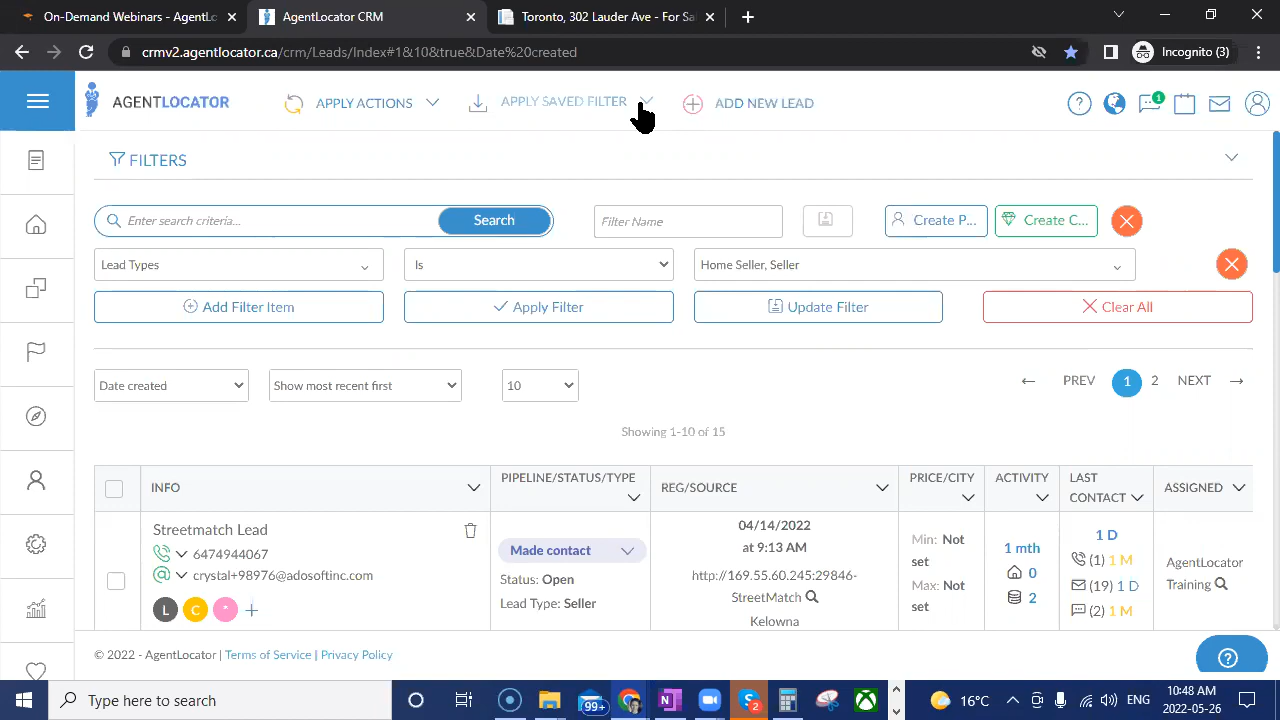 On-Demand Webinars - AgentLo
AgentLocator CRM
Toronto, 302 Lauder Ave - For Sal
crmv2.agentlocator.ca/crm/Leads/Index#1&10&true&Date%20created
Incognito (3)
AGENTLOCATOR
APPLY ACTIONS
APPLY SAVED FILTER
ADD NEW LEAD
1
FILTERS
Enter search criteria...
Search
Filter Name
Create P...
Create C...
Lead Types
Is
Home Seller, Seller
Add Filter Item
Apply Filter
Update Filter
Clear All
Date created
Show most recent first
10
PREV 1 2 NEXT
Showing 1-10 of 15
INFO
PIPELINE/STATUS/TYPE
REG/SOURCE
PRICE/CITY
ACTIVITY
LAST CONTACT
ASSIGNED
Streetmatch Lead
6474944067
crystal+98976@adosoftinc.com
L C * +
Made contact
Status: Open
Lead Type: Seller
04/14/2022
at 9:13 AM
http://169.55.60.245:29846-
StreetMatch
Kelowna
Min: Not set
Max: Not set
1 mth
0
2
1 D
(1) 1 M
(19) 1 D
(2) 1 M
AgentLocator
Training
© 2022 - AgentLocator | Terms of Service | Privacy Policy
Type here to search
99+
2
16°C
ENG
10:48 AM
2022-05-26